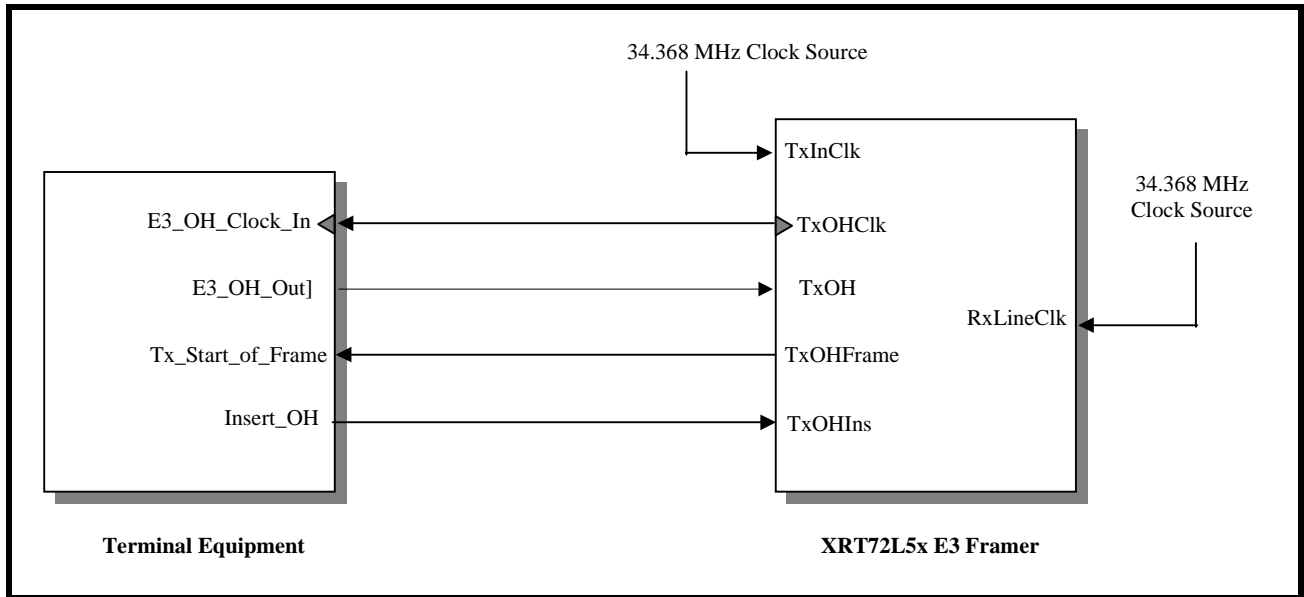 34.368 MHz Clock Source
TxInClk
34.368 MHz
Clock Source
E3_OH_Clock_In
TxOHClk
E3_OH_Out]
TxOH
RxLineClk
Tx_Start_of_Frame
TxOHFrame
Insert_OH
TxOHIns
Terminal Equipment
XRT72L5x E3 Framer